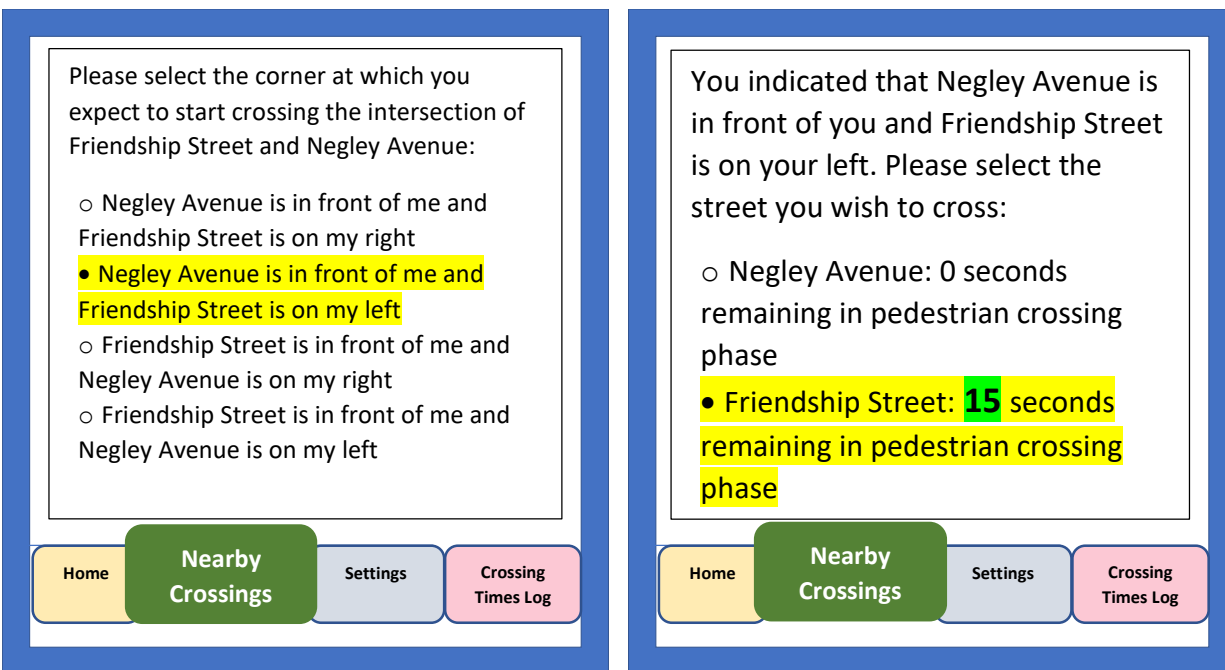 Please select the corner at which you
expect to start crossing the intersection of
Friendship Street and Negley Avenue:
○ Negley Avenue is in front of me and
Friendship Street is on my right
● Negley Avenue is in front of me and
Friendship Street is on my left
○ Friendship Street is in front of me and
Negley Avenue is on my right
○ Friendship Street is in front of me and
Negley Avenue is on my left
Home
Nearby
Crossings
Settings
Crossing
Times Log
You indicated that Negley Avenue is
in front of you and Friendship Street
is on your left. Please select the
street you wish to cross:
○ Negley Avenue: 0 seconds
remaining in pedestrian crossing
phase
● Friendship Street: 15 seconds
remaining in pedestrian crossing
phase
Home
Nearby
Crossings
Settings
Crossing
Times Log